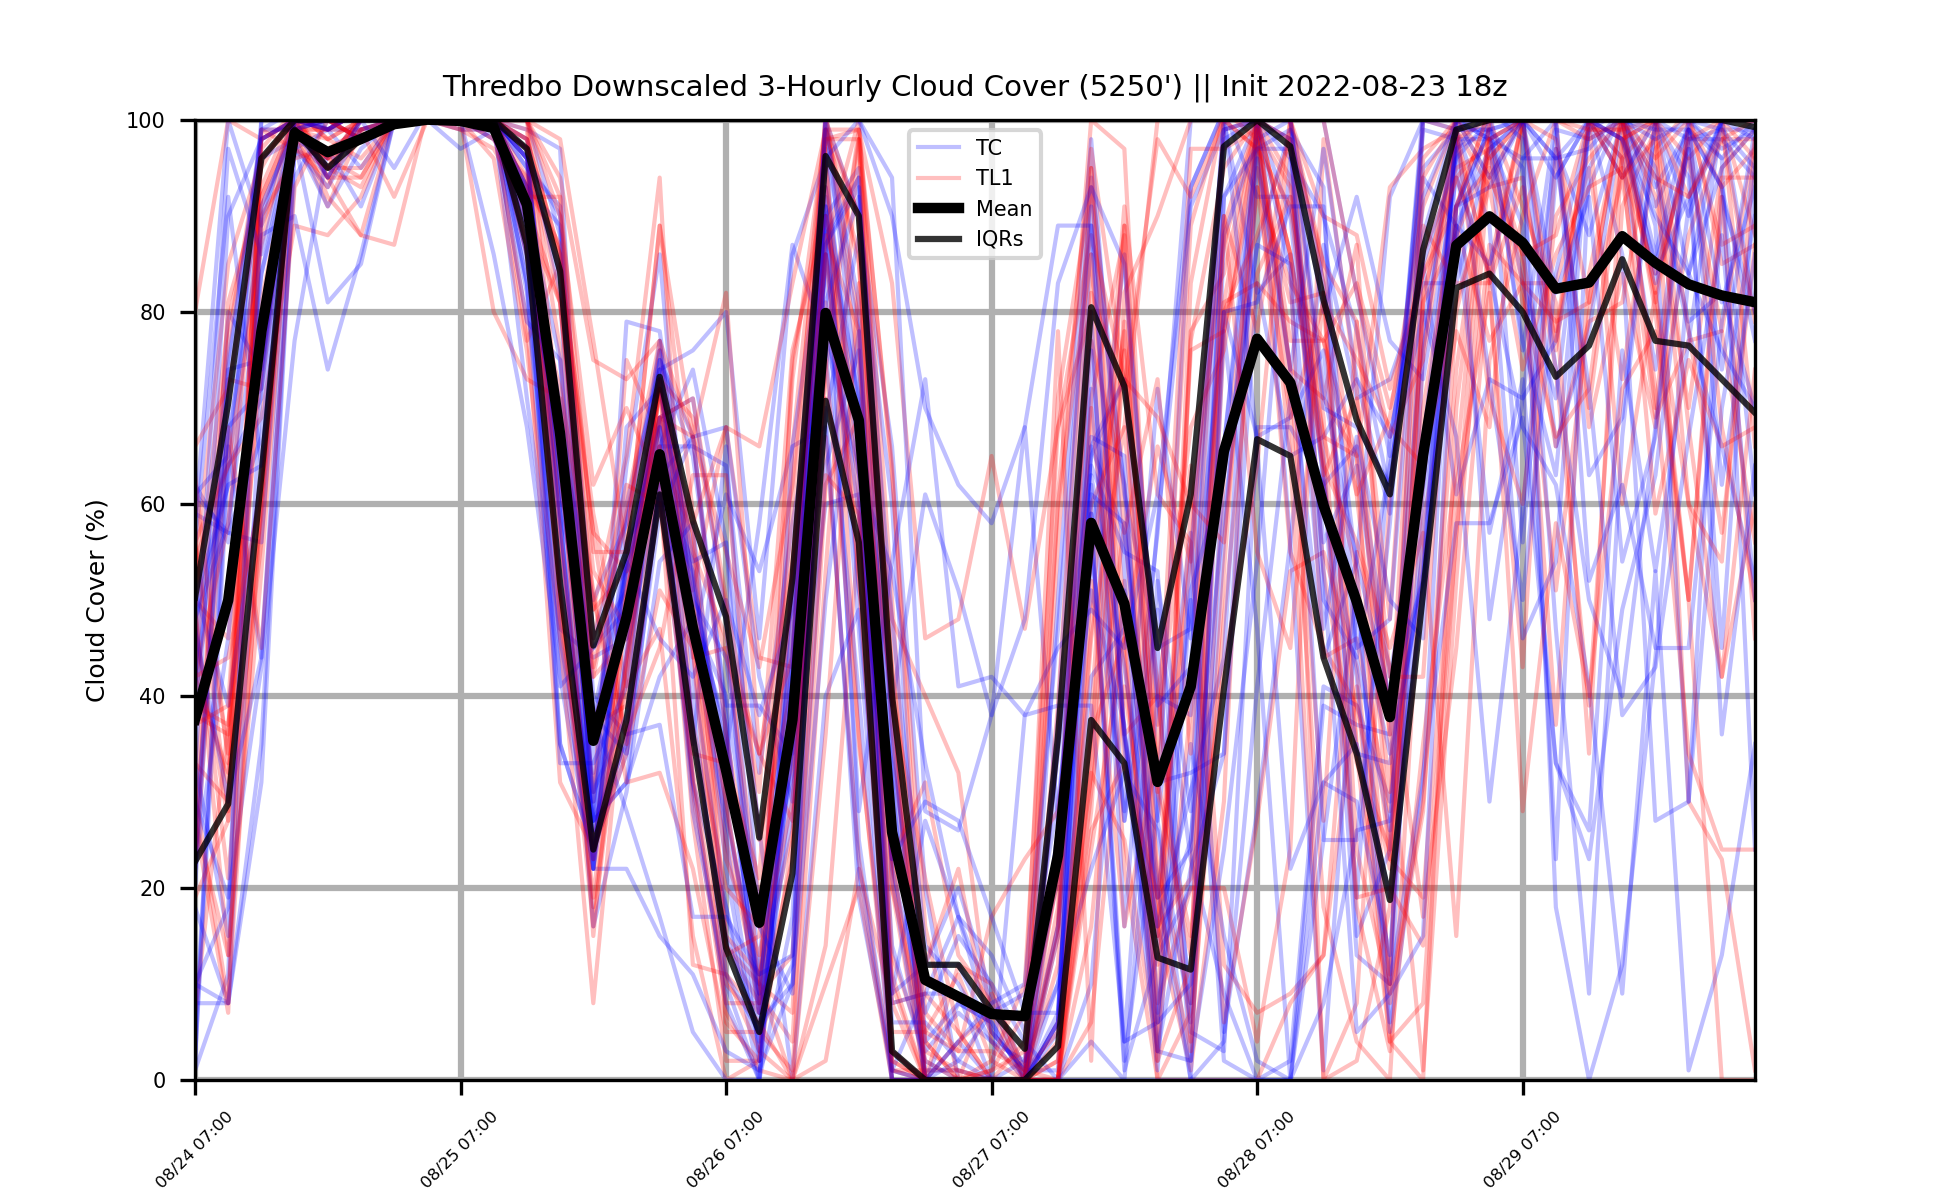 Thredbo Downscaled 3-Hourly Cloud Cover (5250') || Init 2022-08-23 18z
Cloud Cover (%)
100
80
60
40
20
0
TC
TL1
Mean
IQRs
08/24 07:00
08/25 07:00
08/26 07:00
08/27 07:00
08/28 07:00
08/29 07:00